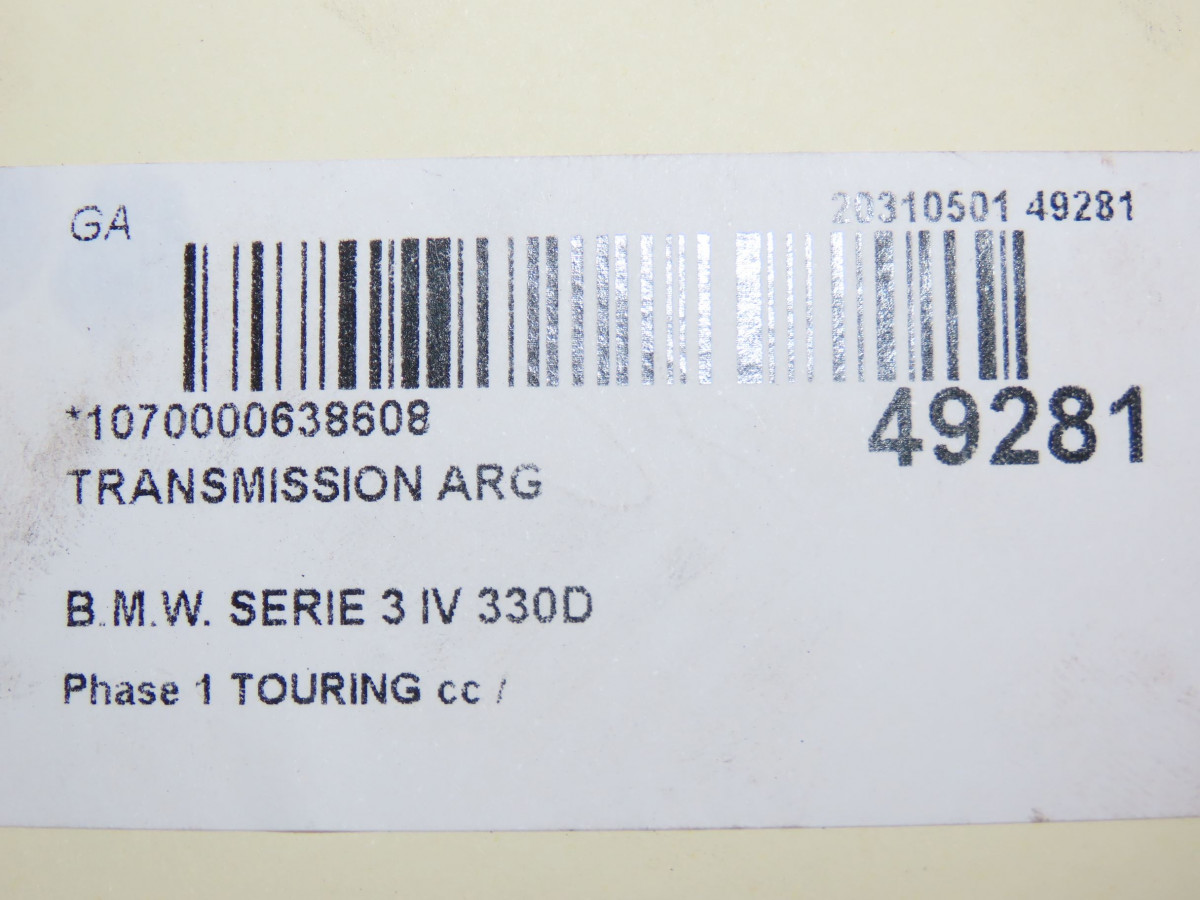 GA
20310501 49281
*1070000638608
49281
TRANSMISSION ARG
B.M.W. SERIE 3 IV 330D
Phase 1 TOURING cc /